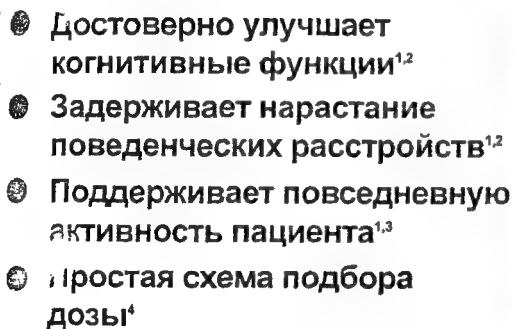 Достоверно улучшает
когнитивные функции¹,²
Задерживает нарастание
поведенческих расстройств¹,²
Поддерживает повседневную
активность пациента¹,³
Простая схема подбора
дозы⁴